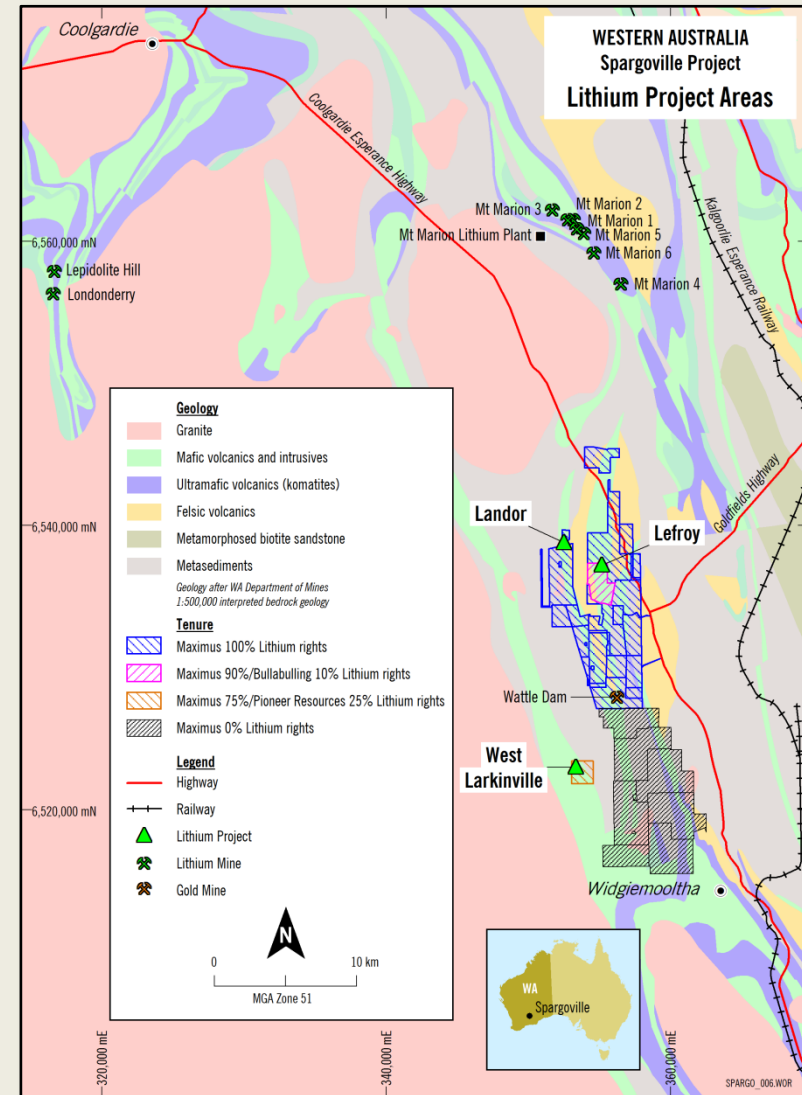 WESTERN AUSTRALIA
Spargoville Project
Lithium Project Areas
Coolgardie
Coolgardie Esperance Highway
Kalgoorlie Esperance Railway
Mt Marion 3
Mt Marion 2
Mt Marion 1
Mt Marion Lithium Plant
Mt Marion 5
Mt Marion 6
Mt Marion 4
6,560,000 mN
Lepidolite Hill
Londonderry
Goldfields Highway
6,540,000 mN
Landor
Lefroy
Wattle Dam
West
Larkinville
6,520,000 mN
Widgiemooltha
Geology
Granite
Mafic volcanics and intrusives
Ultramafic volcanics (komatites)
Felsic volcanics
Metamorphosed biotite sandstone
Metasediments
Geology after WA Department of Mines
1:500,000 interpreted bedrock geology
Tenure
Maximus 100% Lithium rights
Maximus 90%/Bullabulling 10% Lithium rights
Maximus 75%/Pioneer Resources 25% Lithium rights
Maximus 0% Lithium rights
Legend
Highway
Railway
Lithium Project
Lithium Mine
Gold Mine
N
0 10 km
MGA Zone 51
WA
Spargoville
320,000 mE
340,000 mE
360,000 mE
SPARGO_006.WOR